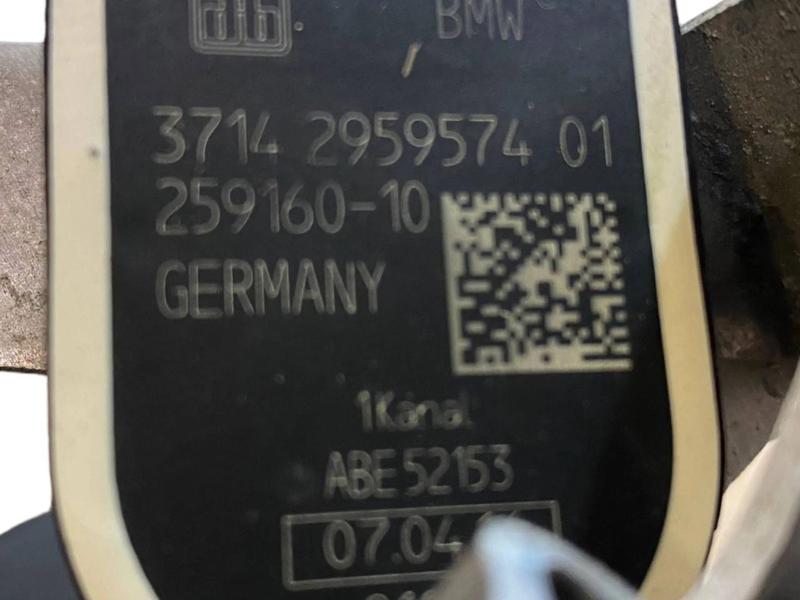 BMW
3714 2959574 01
259160-10
GERMANY
1Kanal
ABE 52153